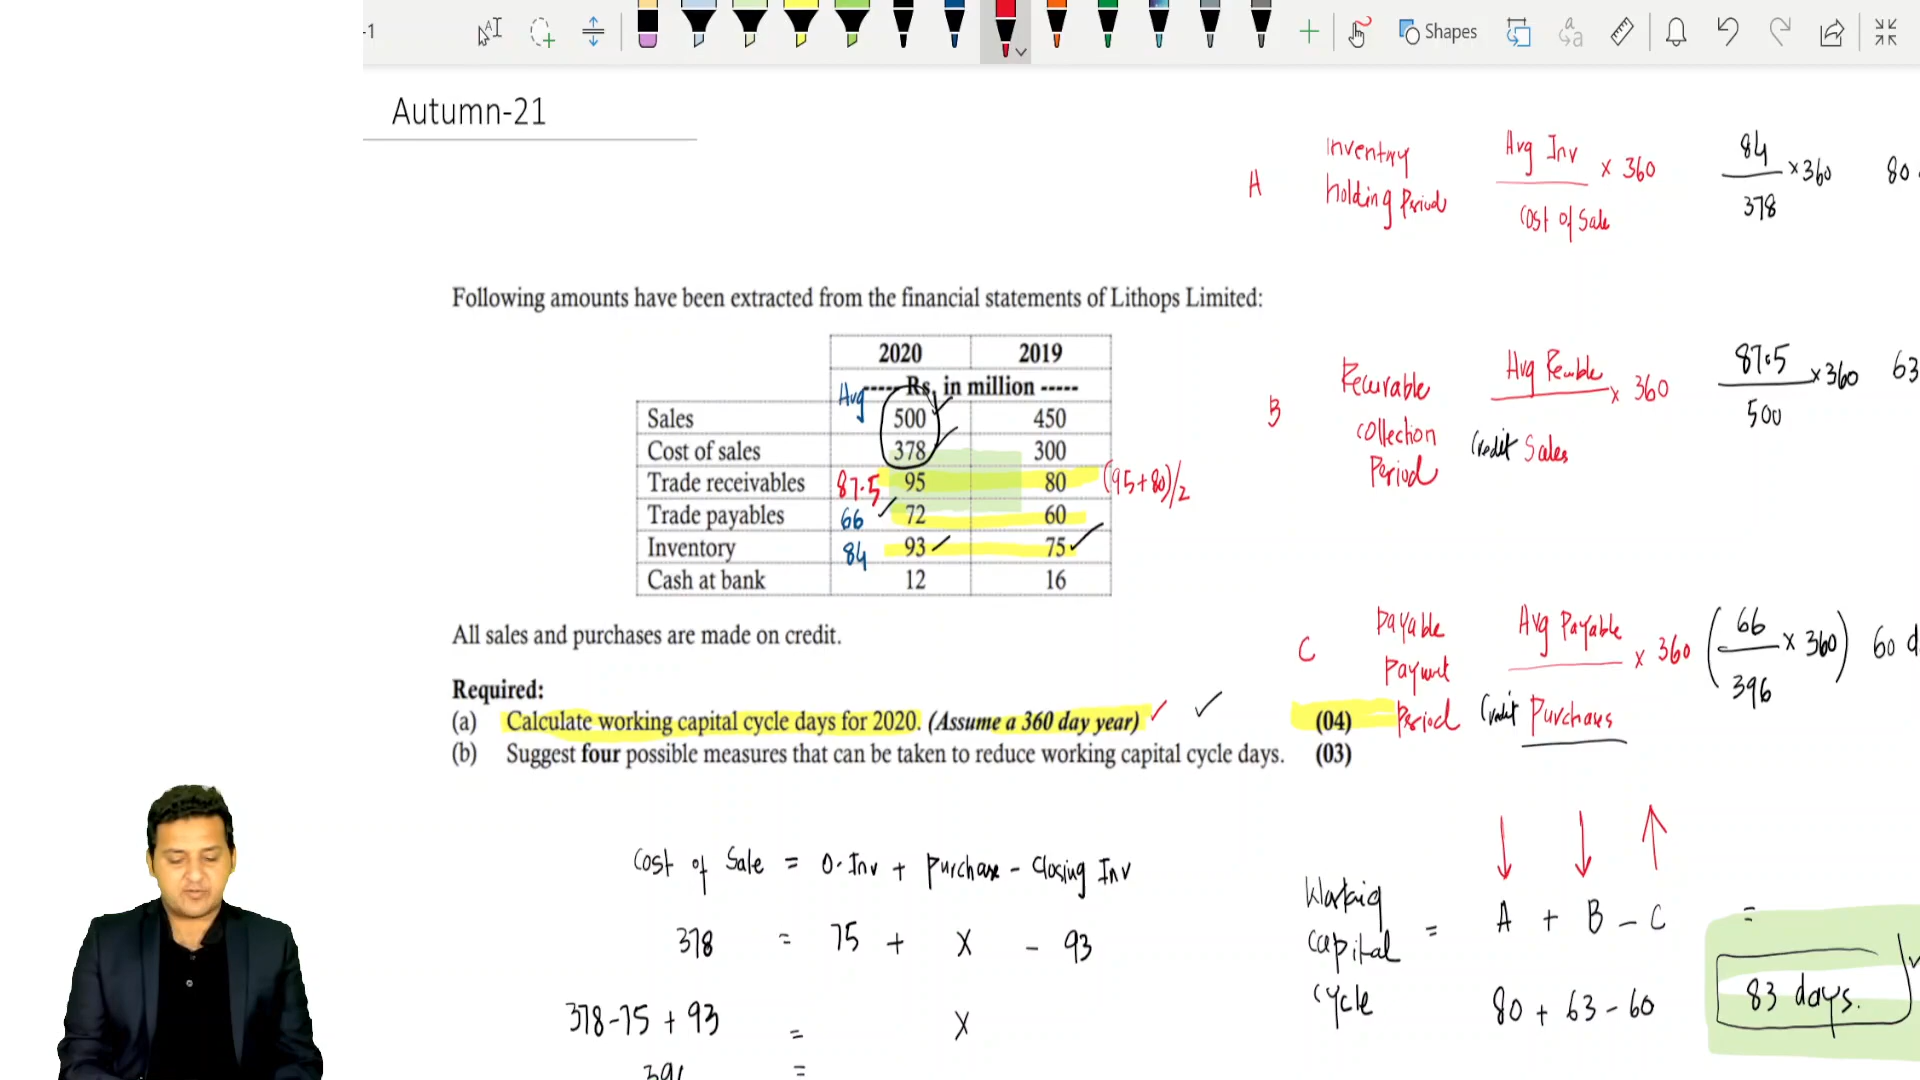 -1
Shapes
Autumn-21
A Inventry holding Period
Avg Inv × 360
Cost of Sale
84 ×360
378
80
Following amounts have been extracted from the financial statements of Lithops Limited:
2020 2019
Avg ----- Rs. in million -----
Sales 500 450
Cost of sales 378 300
Trade receivables 87.5 95 80 (95+80)/2
Trade payables 66 72 60
Inventory 84 93 75
Cash at bank 12 16
B
collection
Period
Avg
× 360
Credit Sales
87.5 ×360
500
63
All sales and purchases are made on credit.
C Payable
Period
Avg Payable
× 360
Credit
(66 × 360)
396
60 d
Required:
(a) Calculate working capital cycle days for 2020. (Assume a 360 day year) (04)
(b) Suggest four possible measures that can be taken to reduce working capital cycle days. (03)
Cost of Sale = O.Inv + Purchase - Closing Inv
378 = 75 + X - 93
378-75 + 93 = X
=
Working
capital
cycle
= A + B - C =
80 + 63 - 60
83 days.